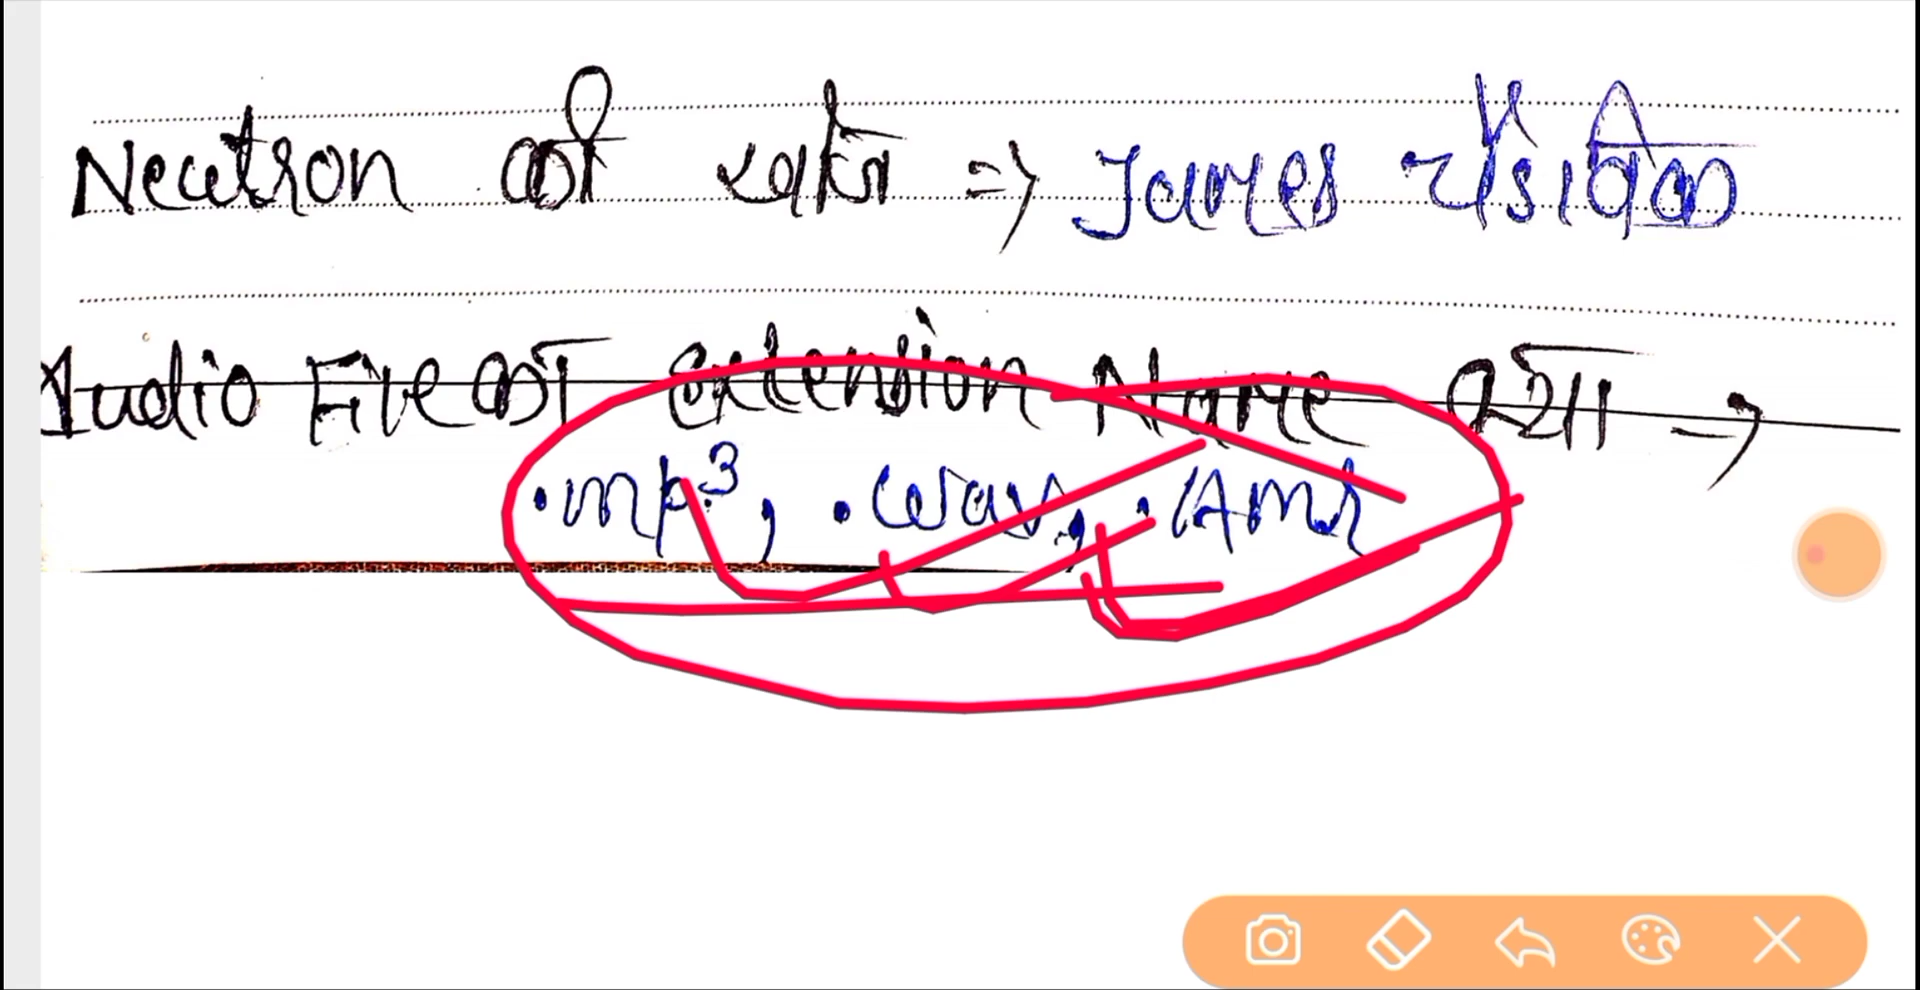 Neutron की खोज => James चैडविक
Audio File का extension Name क्या →
.mp3, .wav, .Amr